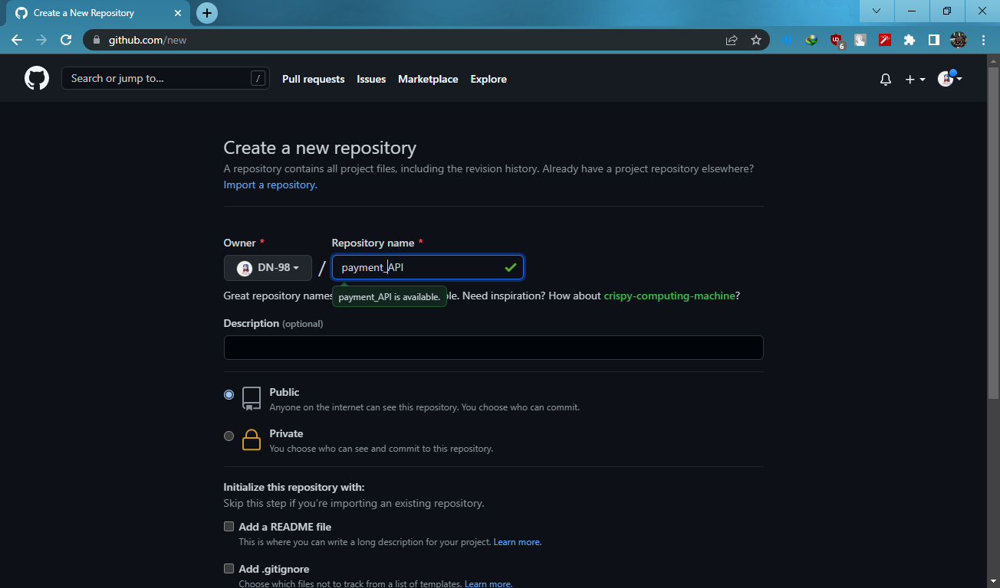 Create a New Repository
github.com/new
6
Search or jump to...
/
Pull requests
Issues
Marketplace
Explore
Create a new repository
A repository contains all project files, including the revision history. Already have a project repository elsewhere?
Import a repository.
Owner *
Repository name *
DN-98
/
payment_API
Great repository names
payment_API is available.
le. Need inspiration? How about crispy-computing-machine?
Description (optional)
Public
Anyone on the internet can see this repository. You choose who can commit.
Private
You choose who can see and commit to this repository.
Initialize this repository with:
Skip this step if you're importing an existing repository.
Add a README file
This is where you can write a long description for your project. Learn more.
Add .gitignore
Choose which files not to track from a list of templates. Learn more.